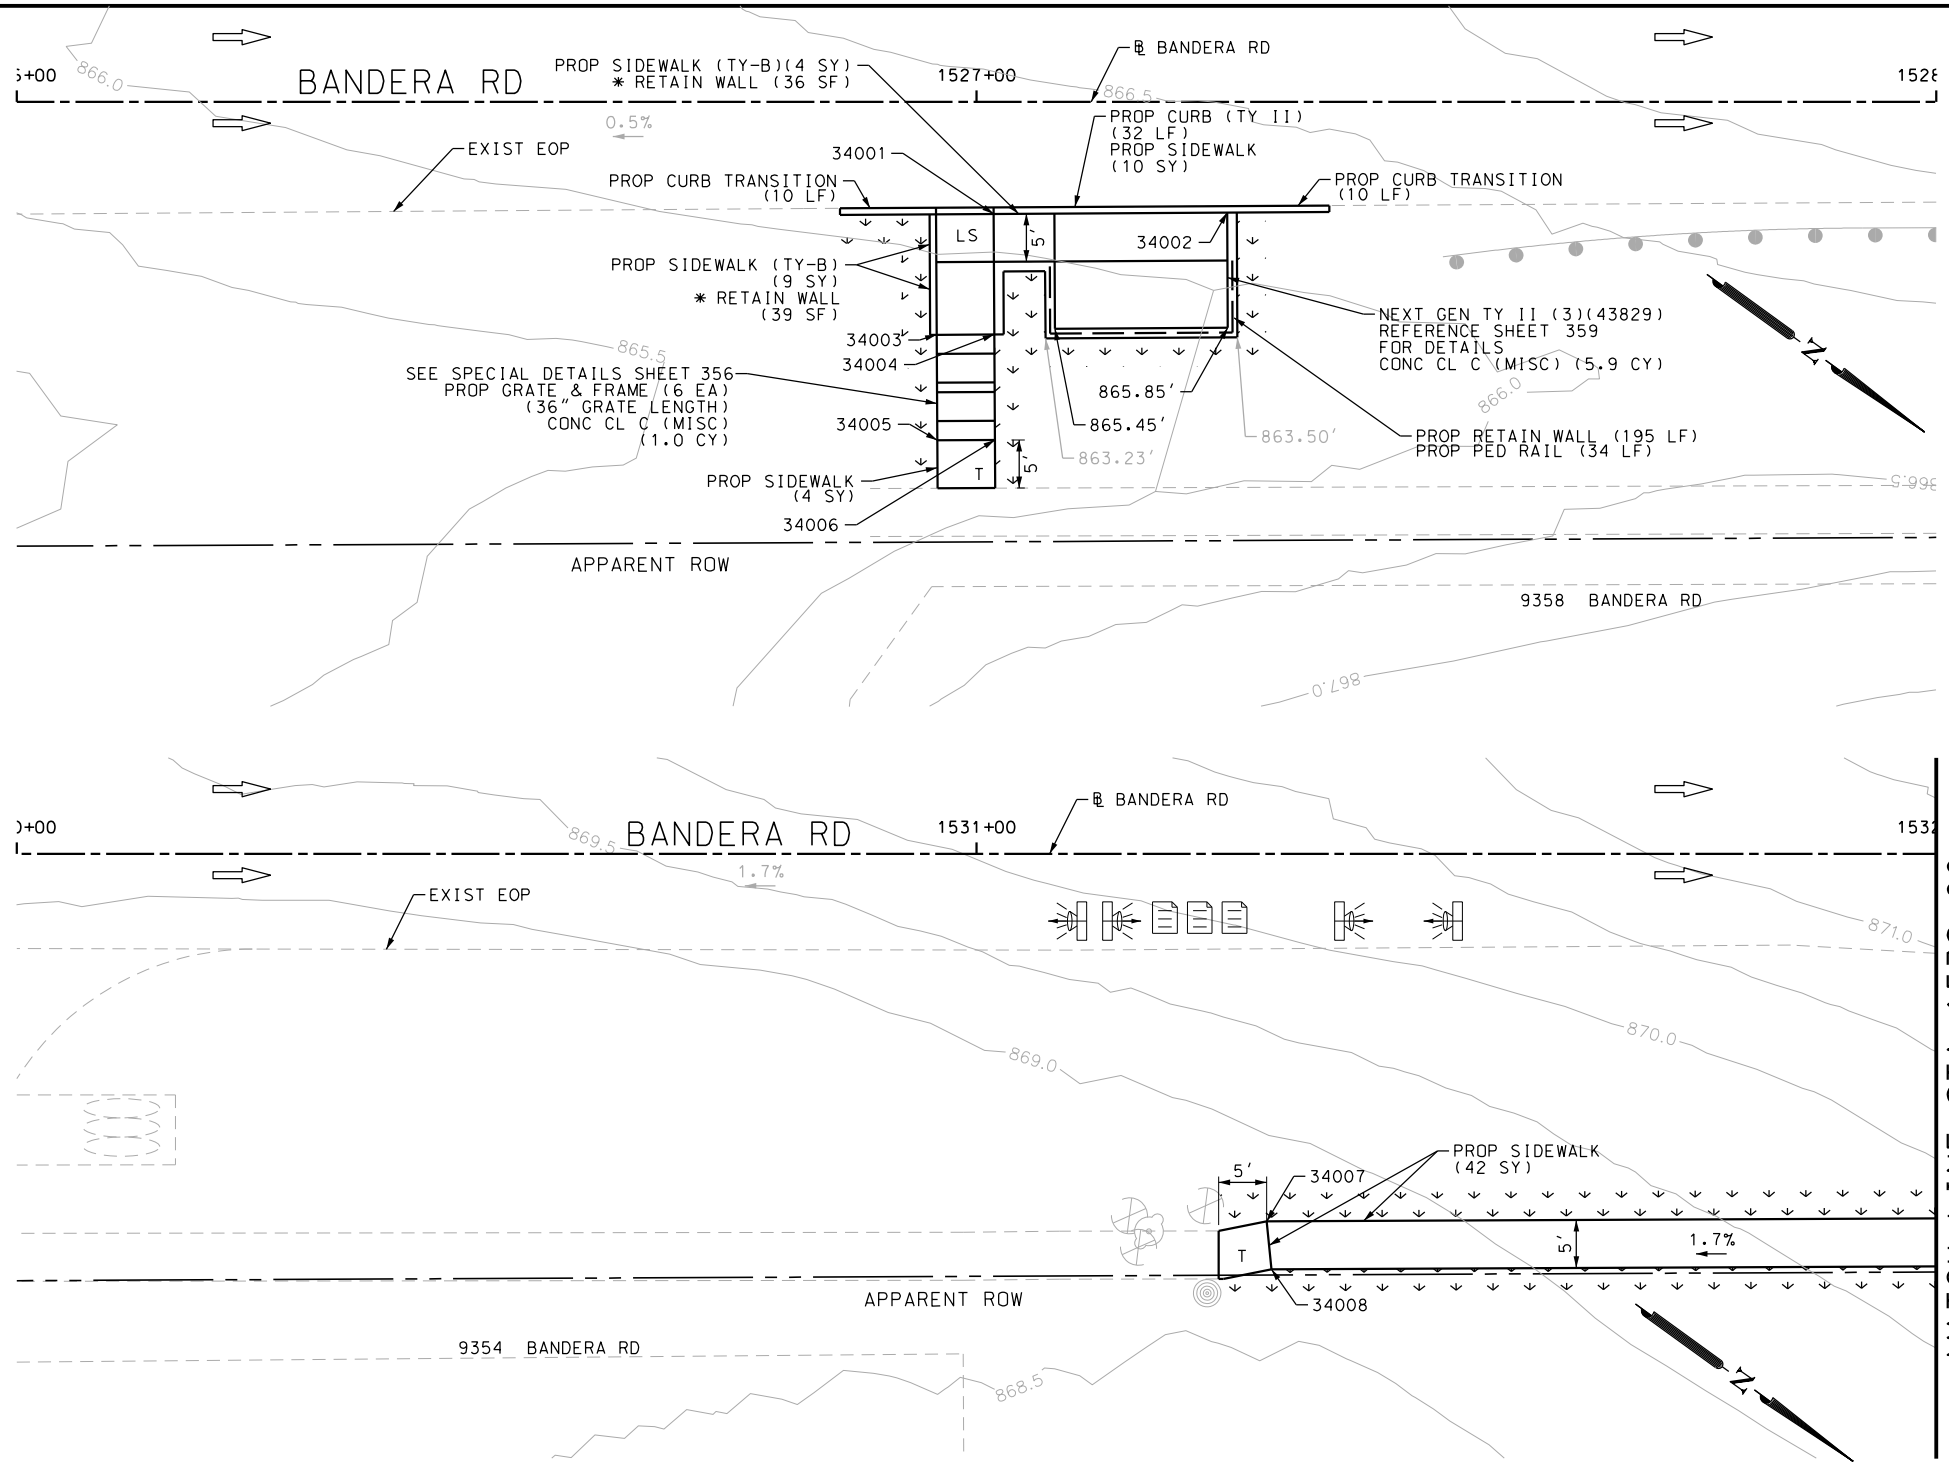 BANDERA RD
PROP SIDEWALK (TY-B)(4 SY)
* RETAIN WALL (36 SF)
1527+00
℄ BANDERA RD
866.0
866.5
0.5%
EXIST EOP
34001
PROP CURB (TY II)
(32 LF)
PROP SIDEWALK
(10 SY)
PROP CURB TRANSITION
(10 LF)
PROP CURB TRANSITION
(10 LF)
LS
5'
34002
PROP SIDEWALK (TY-B)
(9 SY)
* RETAIN WALL
(39 SF)
NEXT GEN TY II (3)(43829)
REFERENCE SHEET 359
FOR DETAILS
CONC CL C (MISC) (5.9 CY)
34003
865.5
34004
SEE SPECIAL DETAILS SHEET 356
PROP GRATE & FRAME (6 EA)
(36" GRATE LENGTH)
CONC CL C (MISC)
(1.0 CY)
865.85'
866.0
34005
865.45'
863.50'
PROP RETAIN WALL (195 LF)
PROP PED RAIL (34 LF)
863.23'
5'
T
PROP SIDEWALK
(4 SY)
866.5
34006
N
APPARENT ROW
9358 BANDERA RD
867.0
℄ BANDERA RD
BANDERA RD
1531+00
869.5
1.7%
EXIST EOP
871.0
870.0
869.0
PROP SIDEWALK
(42 SY)
5'
34007
5'
1.7%
T
34008
APPARENT ROW
9354 BANDERA RD
868.5
N